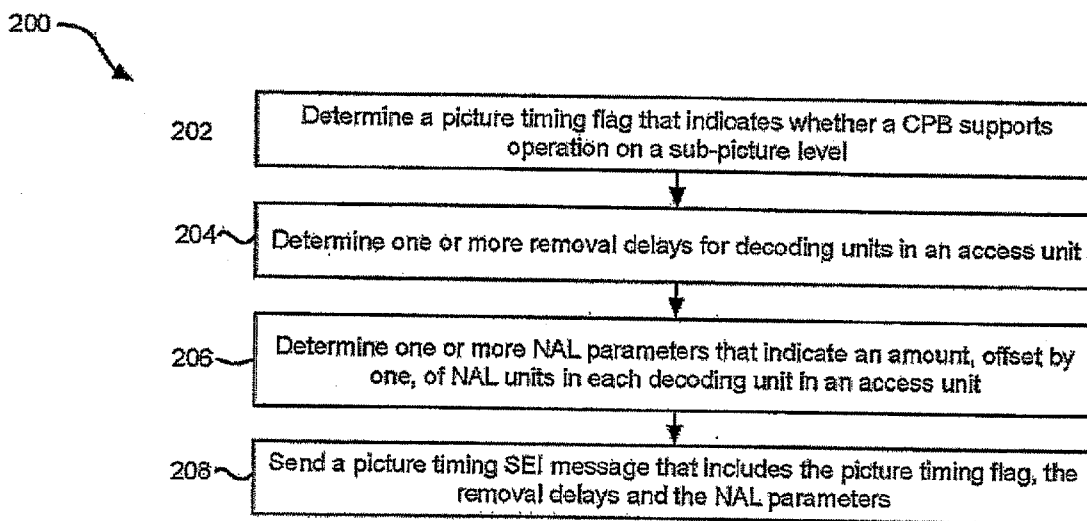 200
202
Determine a picture timing flag that indicates whether a CPB supports
operation on a sub-picture level
204
Determine one or more removal delays for decoding units in an access unit
206
Determine one or more NAL parameters that indicate an amount, offset by
one, of NAL units in each decoding unit in an access unit
208
Send a picture timing SEI message that includes the picture timing flag, the
removal delays and the NAL parameters